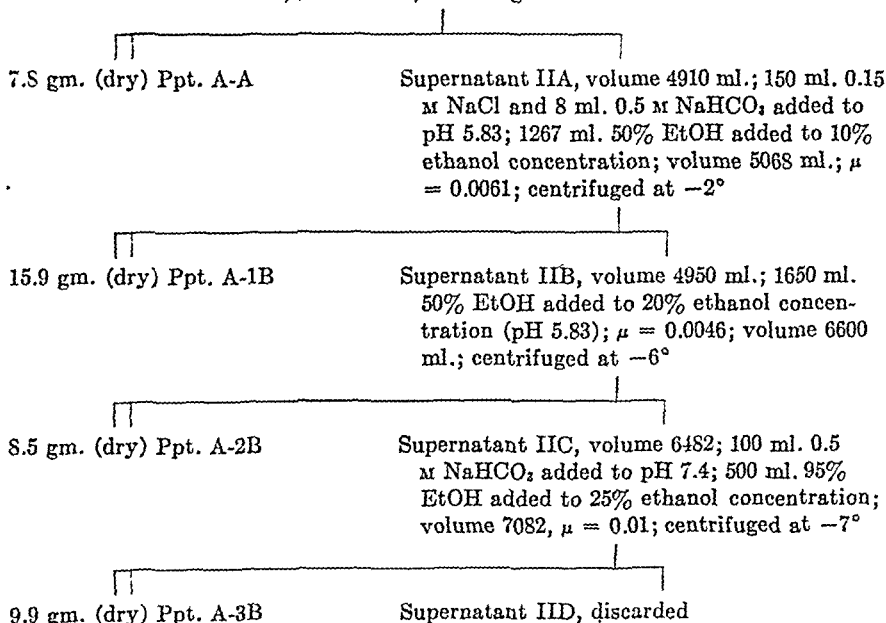 7.8 gm. (dry) Ppt. A-A
Supernatant IIA, volume 4910 ml.; 150 ml. 0.15
M NaCl and 8 ml. 0.5 M NaHCO₃ added to
pH 5.83; 1267 ml. 50% EtOH added to 10%
ethanol concentration; volume 5068 ml.; μ
= 0.0061; centrifuged at −2°
15.9 gm. (dry) Ppt. A-1B
Supernatant IIB, volume 4950 ml.; 1650 ml.
50% EtOH added to 20% ethanol concen-
tration (pH 5.83); μ = 0.0046; volume 6600
ml.; centrifuged at −6°
8.5 gm. (dry) Ppt. A-2B
Supernatant IIC, volume 6482; 100 ml. 0.5
M NaHCO₃ added to pH 7.4; 500 ml. 95%
EtOH added to 25% ethanol concentration;
volume 7082, μ = 0.01; centrifuged at −7°
9.9 gm. (dry) Ppt. A-3B
Supernatant IID, discarded